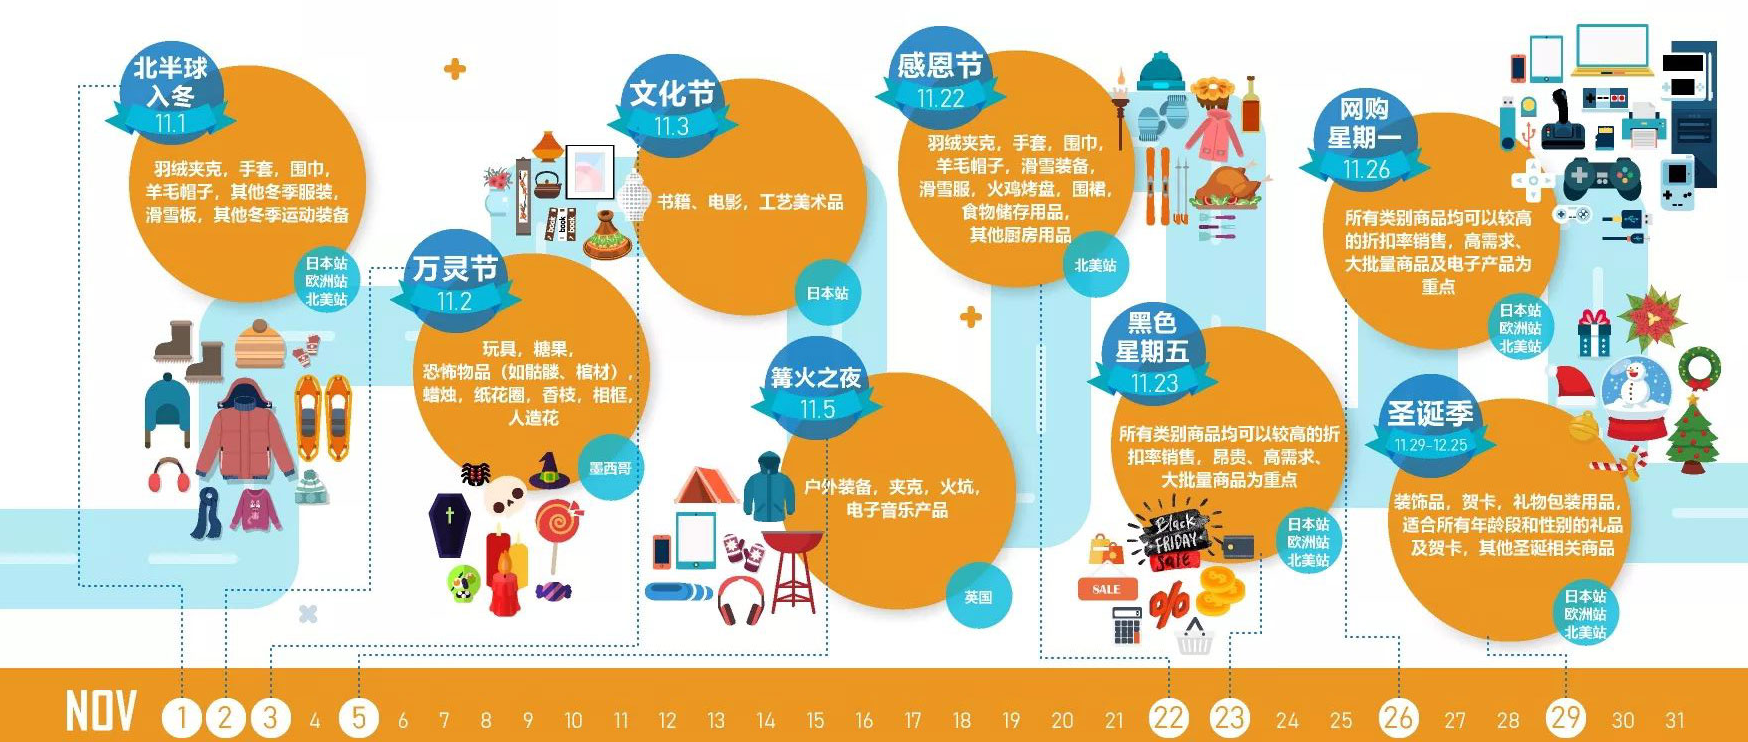 北半球
入冬
11.1
羽绒夹克，手套，围巾，
羊毛帽子，其他冬季服装，
滑雪板，其他冬季运动装备
日本站
欧洲站
北美站
万灵节
11.2
玩具，糖果，
恐怖物品（如骷髅、棺材），
蜡烛，纸花圈，香枝，相框，
人造花
墨西哥
文化节
11.3
书籍、电影，工艺美术品
日本站
book
book
book
篝火之夜
11.5
户外装备，夹克，火坑，
电子音乐产品
英国
感恩节
11.22
羽绒夹克，手套，围巾，
羊毛帽子，滑雪装备，
滑雪服，火鸡烤盘，围裙，
食物储存用品，
其他厨房用品
北美站
黑色
星期五
11.23
所有类别商品均可以较高的折
扣率销售，昂贵、高需求、
大批量商品为重点
日本站
欧洲站
北美站
Black
FRIDAY
Sale
SALE
%
网购
星期一
11.26
所有类别商品均可以较高
的折扣率销售，高需求、
大批量商品及电子产品为
重点
日本站
欧洲站
北美站
圣诞季
11.29-12.25
装饰品，贺卡，礼物包装用品，
适合所有年龄段和性别的礼品
及贺卡，其他圣诞相关商品
日本站
欧洲站
北美站
NOV 1 2 3 4 5 6 7 8 9 10 11 12 13 14 15 16 17 18 19 20 21 22 23 24 25 26 27 28 29 30 31